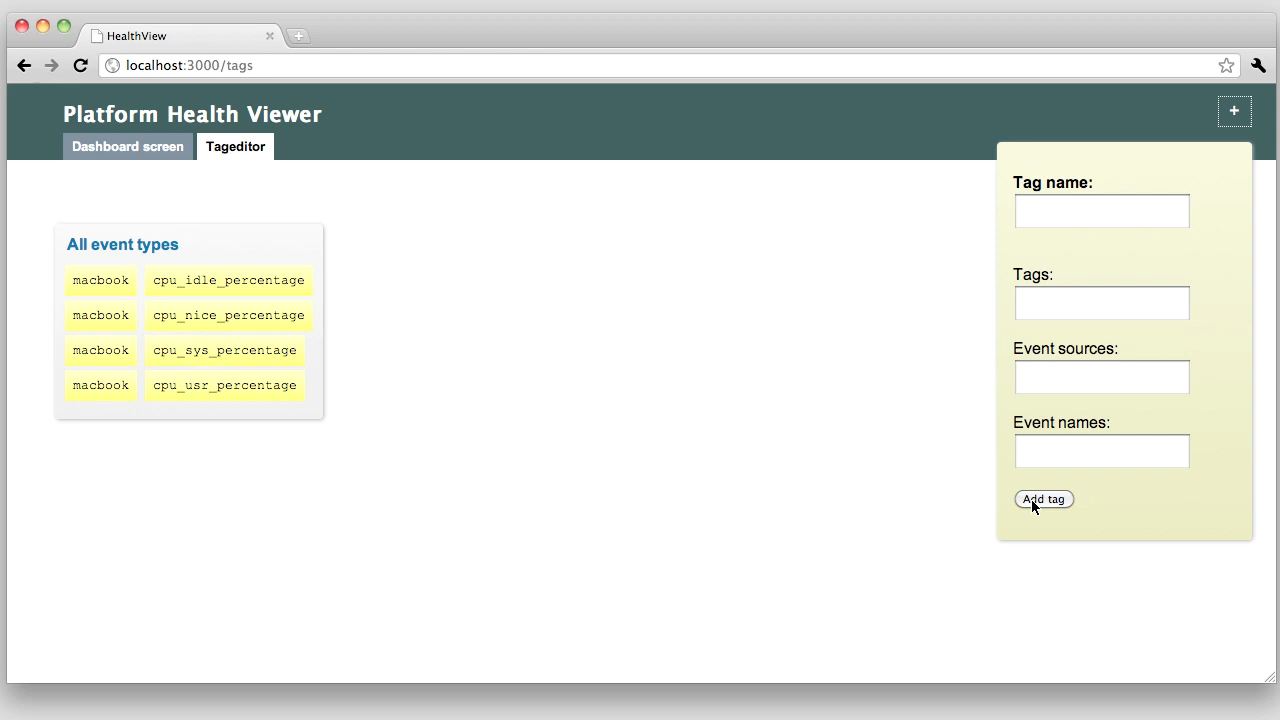 HealthView
localhost:3000/tags
Platform Health Viewer
+
Dashboard screen
Tageditor
All event types
macbook cpu_idle_percentage
macbook cpu_nice_percentage
macbook cpu_sys_percentage
macbook cpu_usr_percentage
Tag name:
Tags:
Event sources:
Event names:
Add tag